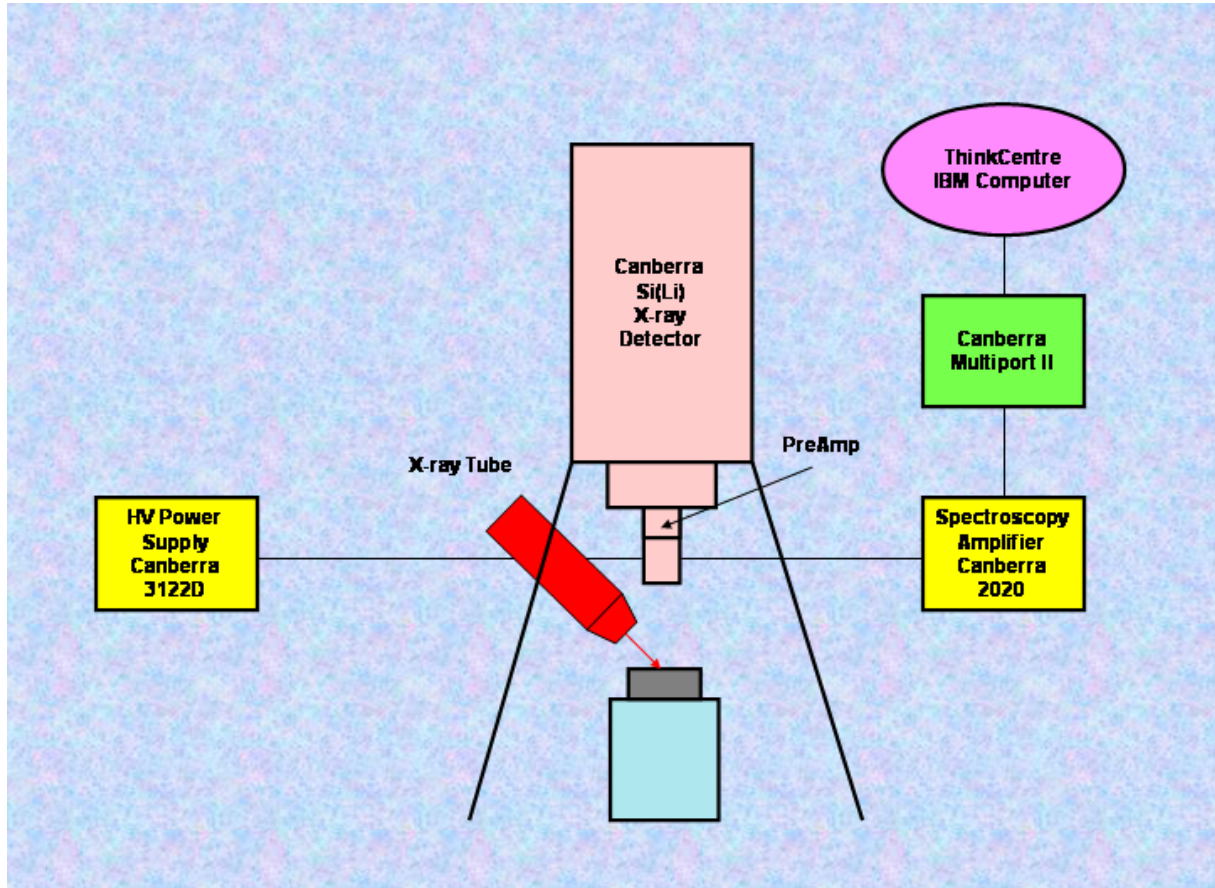 ThinkCentre
IBM Computer
Canberra
Si(Li)
X-ray
Detector
Canberra
Multiport II
PreAmp
X-ray Tube
HV Power
Supply
Canberra
3122D
Spectroscopy
Amplifier
Canberra
2020